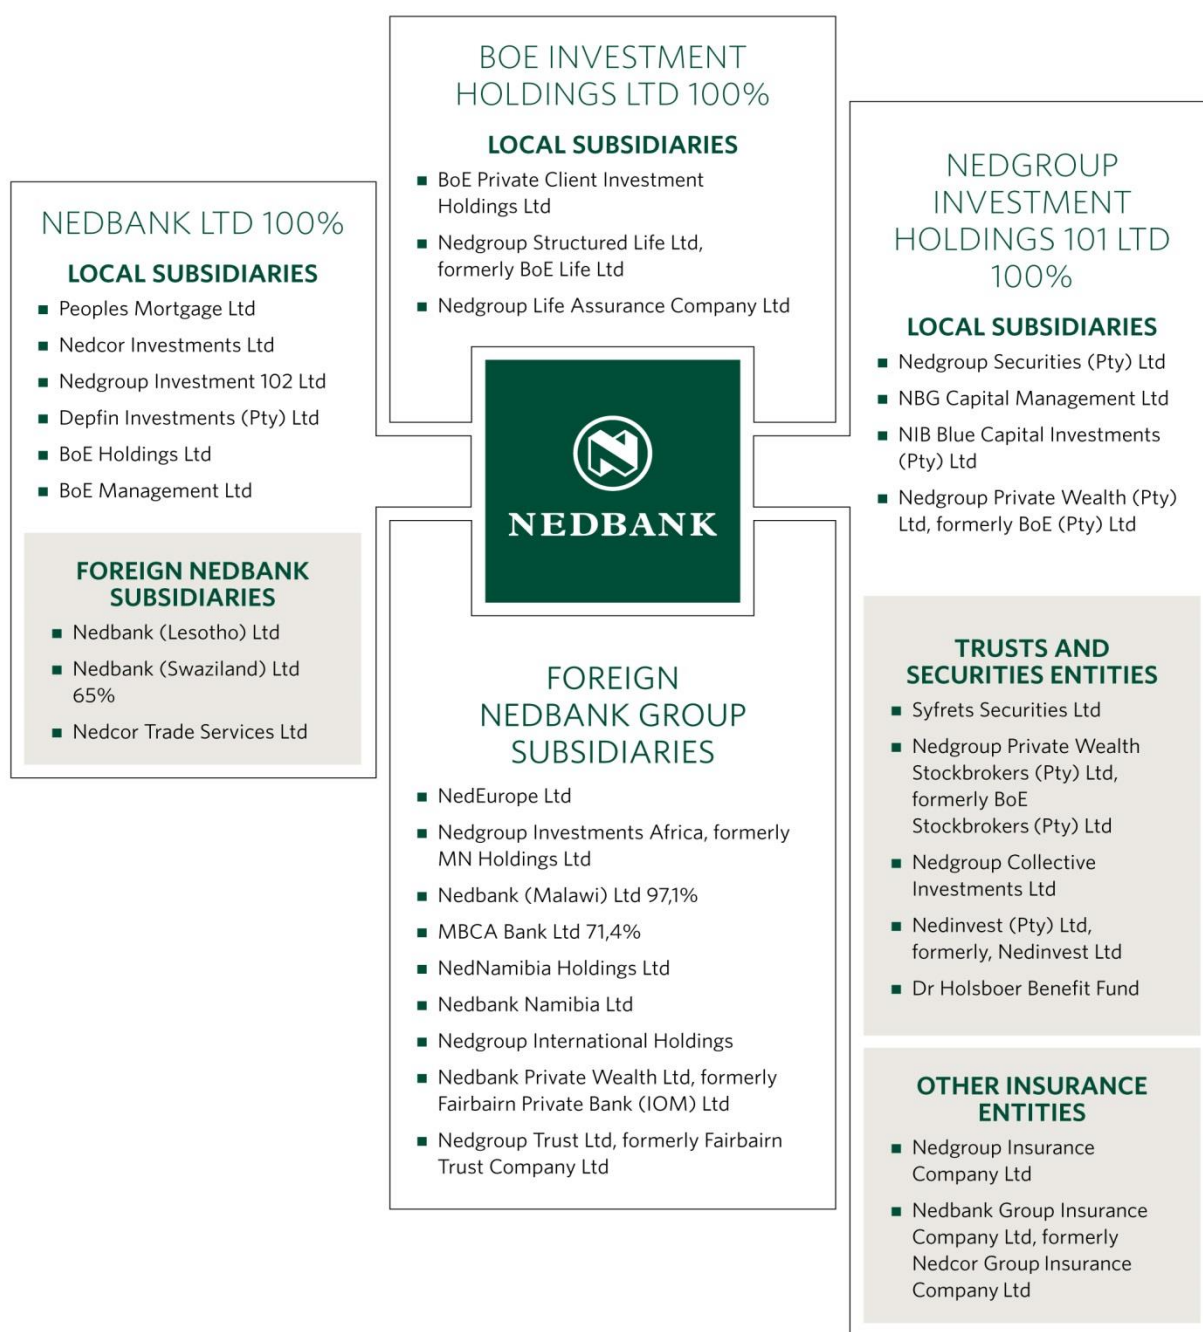 NEDBANK LTD 100%
LOCAL SUBSIDIARIES
Peoples Mortgage Ltd
Nedcor Investments Ltd
Nedgroup Investment 102 Ltd
Depfin Investments (Pty) Ltd
BoE Holdings Ltd
BoE Management Ltd
FOREIGN NEDBANK
SUBSIDIARIES
Nedbank (Lesotho) Ltd
Nedbank (Swaziland) Ltd
65%
Nedcor Trade Services Ltd
BOE INVESTMENT
HOLDINGS LTD 100%
LOCAL SUBSIDIARIES
BoE Private Client Investment
Holdings Ltd
Nedgroup Structured Life Ltd,
formerly BoE Life Ltd
Nedgroup Life Assurance Company Ltd
NEDBANK
FOREIGN
NEDBANK GROUP
SUBSIDIARIES
NedEurope Ltd
Nedgroup Investments Africa, formerly
MN Holdings Ltd
Nedbank (Malawi) Ltd 97,1%
MBCA Bank Ltd 71,4%
NedNamibia Holdings Ltd
Nedbank Namibia Ltd
Nedgroup International Holdings
Nedbank Private Wealth Ltd, formerly
Fairbairn Private Bank (IOM) Ltd
Nedgroup Trust Ltd, formerly Fairbairn
Trust Company Ltd
NEDGROUP
INVESTMENT
HOLDINGS 101 LTD
100%
LOCAL SUBSIDIARIES
Nedgroup Securities (Pty) Ltd
NBG Capital Management Ltd
NIB Blue Capital Investments
(Pty) Ltd
Nedgroup Private Wealth (Pty)
Ltd, formerly BoE (Pty) Ltd
TRUSTS AND
SECURITIES ENTITIES
Syfrets Securities Ltd
Nedgroup Private Wealth
Stockbrokers (Pty) Ltd,
formerly BoE
Stockbrokers (Pty) Ltd
Nedgroup Collective
Investments Ltd
Nedinvest (Pty) Ltd,
formerly, Nedinvest Ltd
Dr Holsboer Benefit Fund
OTHER INSURANCE
ENTITIES
Nedgroup Insurance
Company Ltd
Nedbank Group Insurance
Company Ltd, formerly
Nedcor Group Insurance
Company Ltd